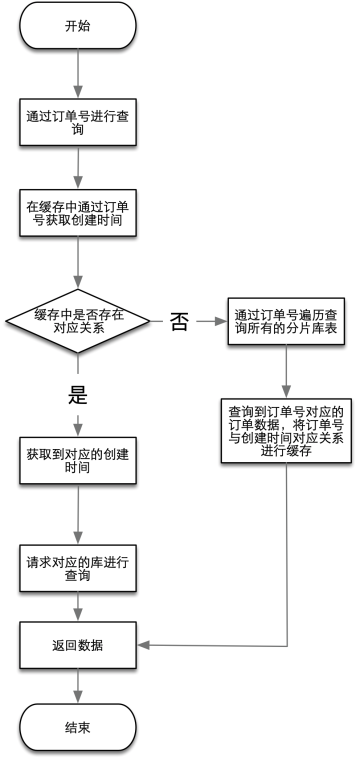 开始
通过订单号进行查
询
在缓存中通过订单
号获取创建时间
缓存中是否存在
对应关系
否
通过订单号遍历查
询所有的分片库表
是
查询到订单号对应的
订单数据，将订单号
与创建时间对应关系
进行缓存
获取到对应的创建
时间
请求对应的库进行
查询
返回数据
结束